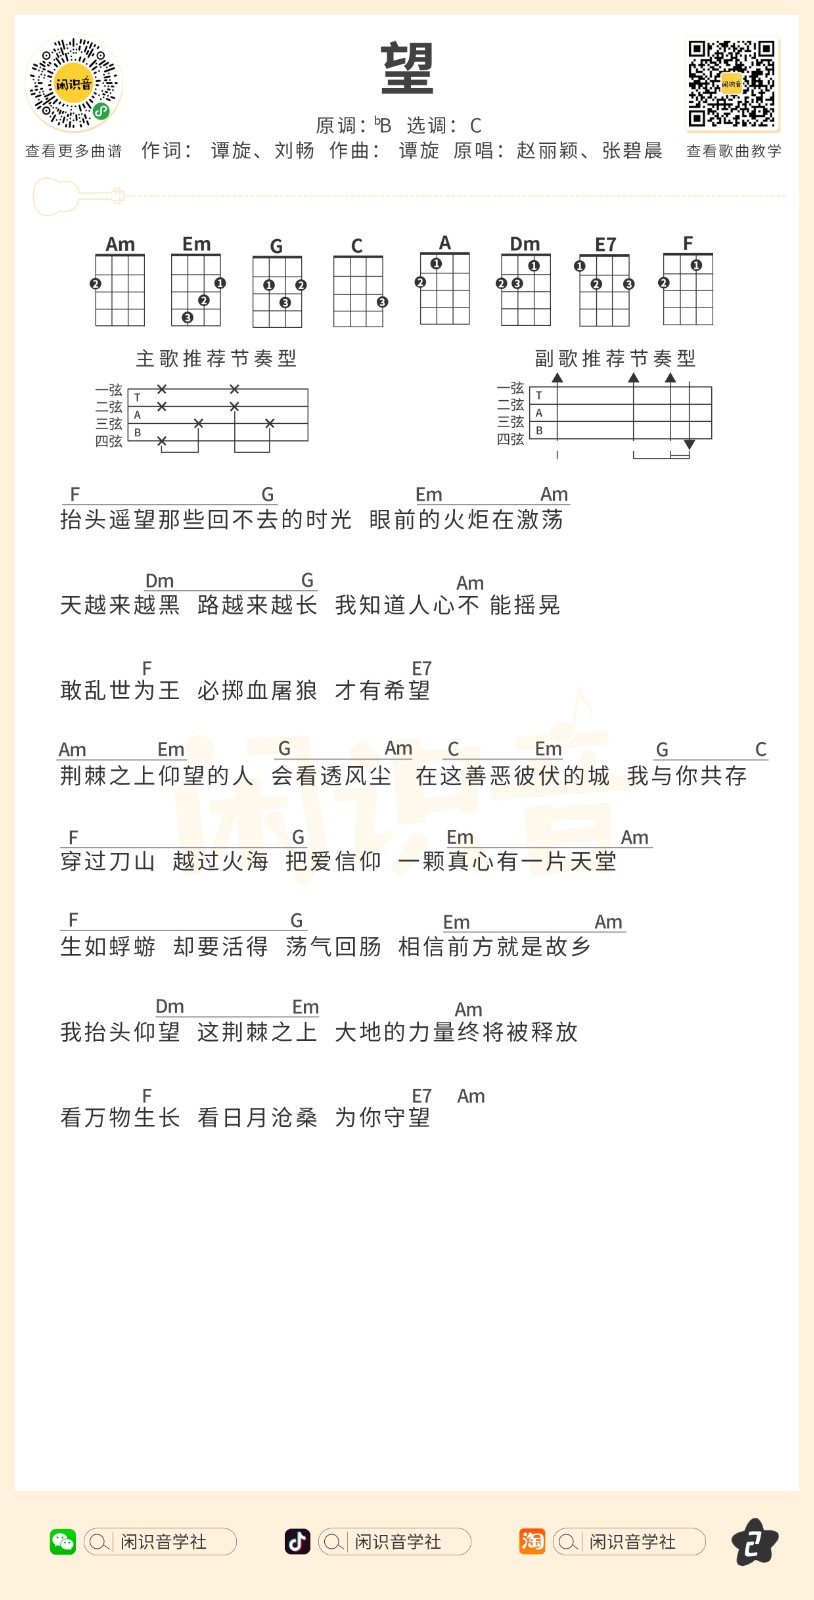 闲识音
望
闲识音
原调：bB 选调：C
查看更多曲谱 作词： 谭旋、刘畅 作曲： 谭旋 原唱：赵丽颖、张碧晨 查看歌曲教学
Am Em G C A Dm E7 F
2 1 2 3 1 2 3 3 1 2 1 2 3 1 2 3 1 2
主歌推荐节奏型 副歌推荐节奏型
一弦 T 一弦 T
二弦 A 二弦 A
三弦 B 三弦 B
四弦 四弦
F G Em Am
抬头遥望那些回不去的时光 眼前的火炬在激荡
Dm G Am
天越来越黑 路越来越长 我知道人心不 能摇晃
F E7
敢乱世为王 必掷血屠狼 才有希望
Am Em G Am C Em G C
荆棘之上仰望的人 会看透风尘 在这善恶彼伏的城 我与你共存
闲识音
F G Em Am
穿过刀山 越过火海 把爱信仰 一颗真心有一片天堂
F G Em Am
生如蜉蝣 却要活得 荡气回肠 相信前方就是故乡
Dm Em Am
我抬头仰望 这荆棘之上 大地的力量终将被释放
F E7 Am
看万物生长 看日月沧桑 为你守望
闲识音学社 闲识音学社 淘 闲识音学社 2